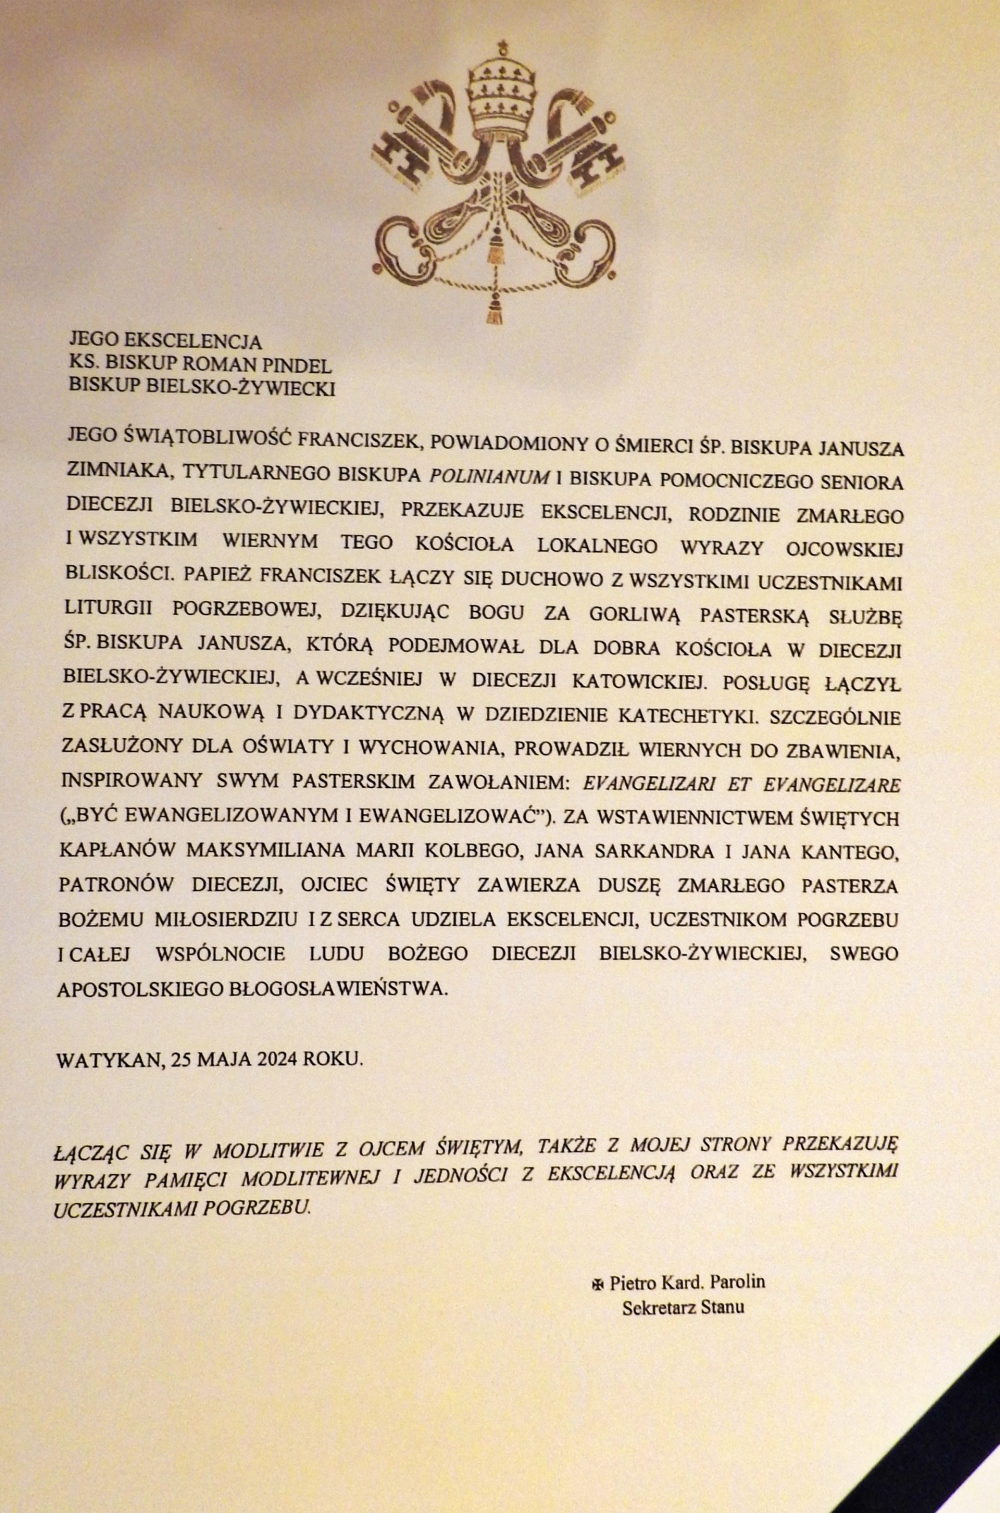 JEGO EKSCELENCJA
KS. BISKUP ROMAN PINDEL
BISKUP BIELSKO-ŻYWIECKI
JEGO ŚWIĄTOBLIWOŚĆ FRANCISZEK, POWIADOMIONY O ŚMIERCI ŚP. BISKUPA JANUSZA
ZIMNIAKA, TYTULARNEGO BISKUPA POLINIANUM I BISKUPA POMOCNICZEGO SENIORA
DIECEZJI BIELSKO-ŻYWIECKIEJ, PRZEKAZUJE EKSCELENCJI, RODZINIE ZMARŁEGO
I WSZYSTKIM WIERNYM TEGO KOŚCIOŁA LOKALNEGO WYRAZY OJCOWSKIEJ
BLISKOŚCI. PAPIEŻ FRANCISZEK ŁĄCZY SIĘ DUCHOWO Z WSZYSTKIMI UCZESTNIKAMI
LITURGII POGRZEBOWEJ, DZIĘKUJĄC BOGU ZA GORLIWĄ PASTERSKĄ SŁUŻBĘ
ŚP. BISKUPA JANUSZA, KTÓRĄ PODEJMOWAŁ DLA DOBRA KOŚCIOŁA W DIECEZJI
BIELSKO-ŻYWIECKIEJ, A WCZEŚNIEJ W DIECEZJI KATOWICKIEJ. POSŁUGĘ ŁĄCZYŁ
Z PRACĄ NAUKOWĄ I DYDAKTYCZNĄ W DZIEDZIENIE KATECHETYKI. SZCZEGÓLNIE
ZASŁUŻONY DLA OŚWIATY I WYCHOWANIA, PROWADZIŁ WIERNYCH DO ZBAWIENIA,
INSPIROWANY SWYM PASTERSKIM ZAWOŁANIEM: EVANGELIZARI ET EVANGELIZARE
(„BYĆ EWANGELIZOWANYM I EWANGELIZOWAĆ”). ZA WSTAWIENNICTWEM ŚWIĘTYCH
KAPŁANÓW MAKSYMILIANA MARII KOLBEGO, JANA SARKANDRA I JANA KANTEGO,
PATRONÓW DIECEZJI, OJCIEC ŚWIĘTY ZAWIERZA DUSZĘ ZMARŁEGO PASTERZA
BOŻEMU MIŁOSIERDZIU I Z SERCA UDZIELA EKSCELENCJI, UCZESTNIKOM POGRZEBU
I CAŁEJ WSPÓLNOCIE LUDU BOŻEGO DIECEZJI BIELSKO-ŻYWIECKIEJ, SWEGO
APOSTOLSKIEGO BŁOGOSŁAWIEŃSTWA.
WATYKAN, 25 MAJA 2024 ROKU.
ŁĄCZĄC SIĘ W MODLITWIE Z OJCEM ŚWIĘTYM, TAKŻE Z MOJEJ STRONY PRZEKAZUJĘ
WYRAZY PAMIĘCI MODLITEWNEJ I JEDNOŚCI Z EKSCELENCJĄ ORAZ ZE WSZYSTKIMI
UCZESTNIKAMI POGRZEBU.
✠ Pietro Kard. Parolin
Sekretarz Stanu